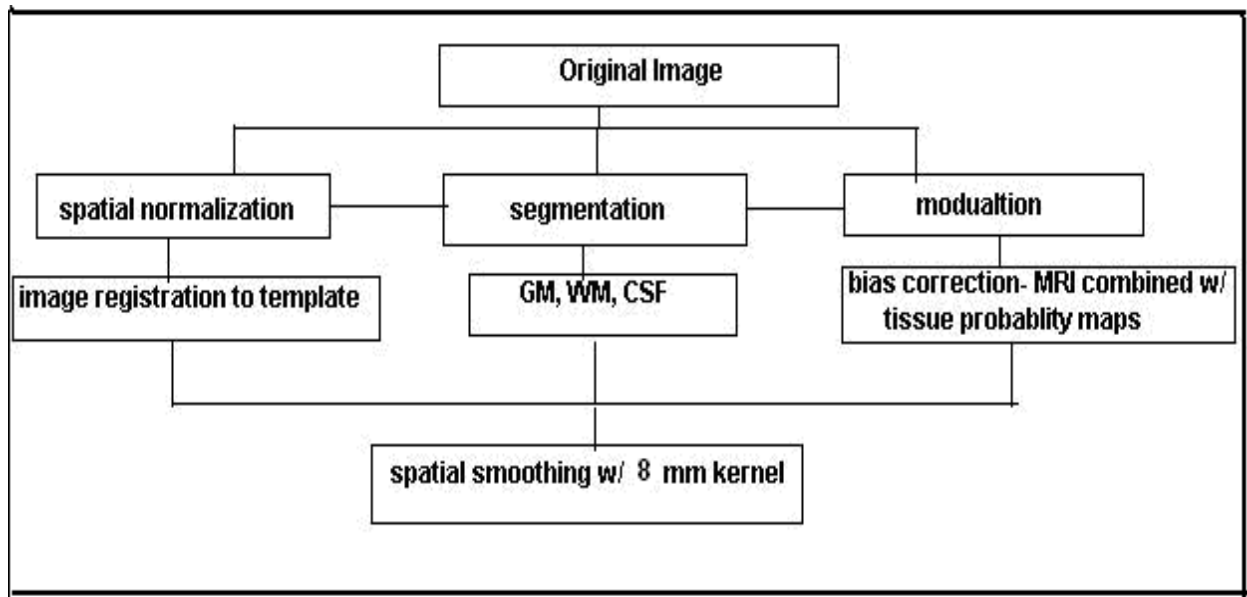 Original Image
spatial normalization
segmentation
modualtion
image registration to template
GM, WM, CSF
bias correction- MRI combined w/
tissue probablity maps
spatial smoothing w/ 8 mm kernel